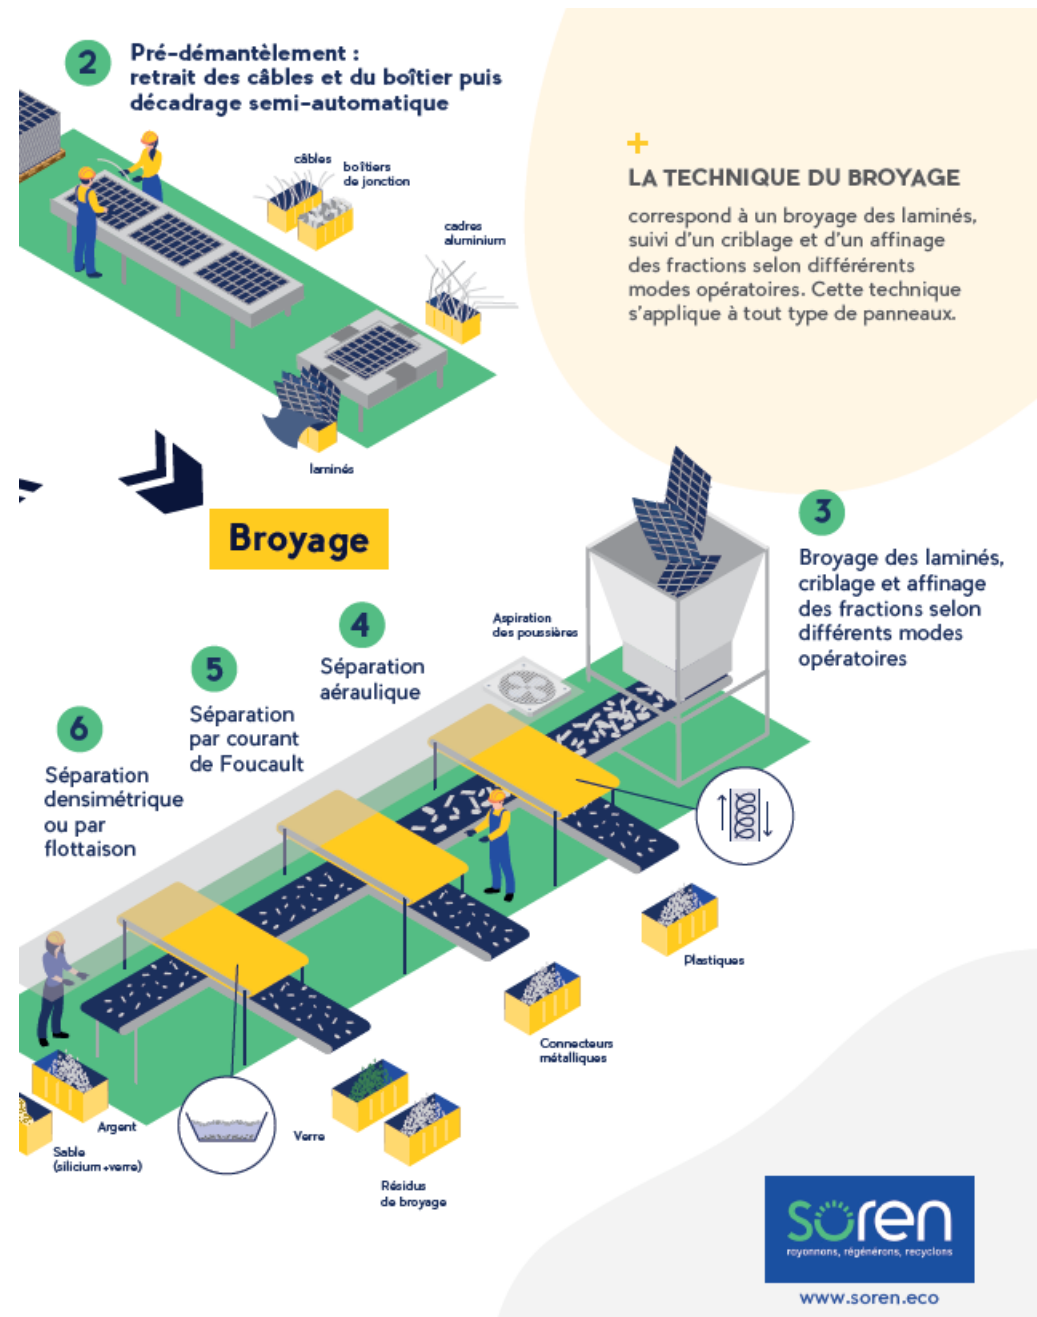 2
Pré-démantèlement :
retrait des câbles et du boîtier puis
décadrage semi-automatique
câbles
boîtiers
de jonction
cadres
aluminium
laminés
+
LA TECHNIQUE DU BROYAGE
correspond à un broyage des laminés,
suivi d'un criblage et d'un affinage
des fractions selon différérents
modes opératoires. Cette technique
s'applique à tout type de panneaux.
Broyage
3
Broyage des laminés,
criblage et affinage
des fractions selon
différents modes
opératoires
Aspiration
des poussières
4
Séparation
aéraulique
5
Séparation
par courant
de Foucault
6
Séparation
densimétrique
ou par
flottaison
Plastiques
Connecteurs
métalliques
Verre
Résidus
de broyage
Argent
Sable
(silicium+verre)
soren
rayonnons, régénérons, recyclons
www.soren.eco